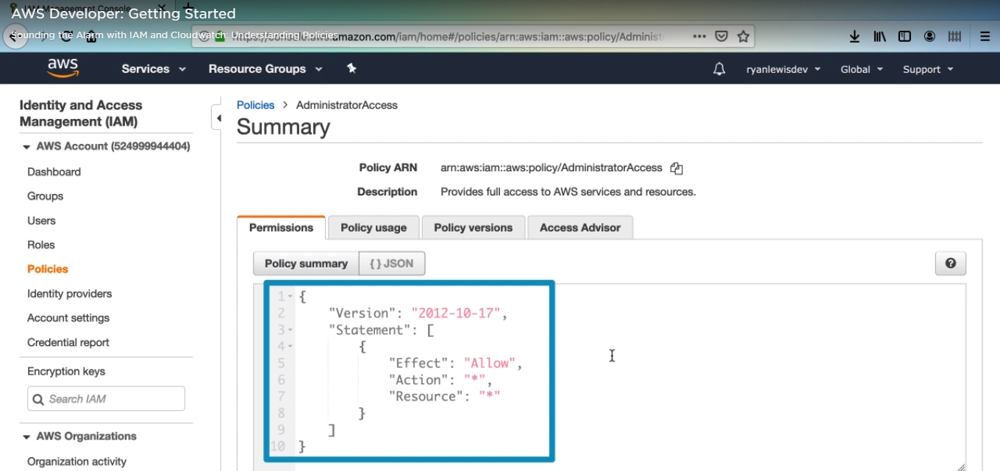 IAM Management Console
AWS Developer: Getting Started
Sounding the Alarm with IAM and Cloudwatch: Understanding Policies
amazon.com/iam/home#/policies/arn:aws:iam::aws:policy/Administr
aws
Services
Resource Groups
ryanlewisdev
Global
Support
Identity and Access
Management (IAM)
AWS Account (524999944404)
Dashboard
Groups
Users
Roles
Policies
Identity providers
Account settings
Credential report
Encryption keys
Search IAM
AWS Organizations
Organization activity
Policies > AdministratorAccess
Summary
Policy ARN arn:aws:iam::aws:policy/AdministratorAccess
Description Provides full access to AWS services and resources.
Permissions
Policy usage
Policy versions
Access Advisor
Policy summary
{ } JSON
?
1 {
2 "Version": "2012-10-17",
3 "Statement": [
4 {
5 "Effect": "Allow",
6 "Action": "*",
7 "Resource": "*"
8 }
9 ]
10 }